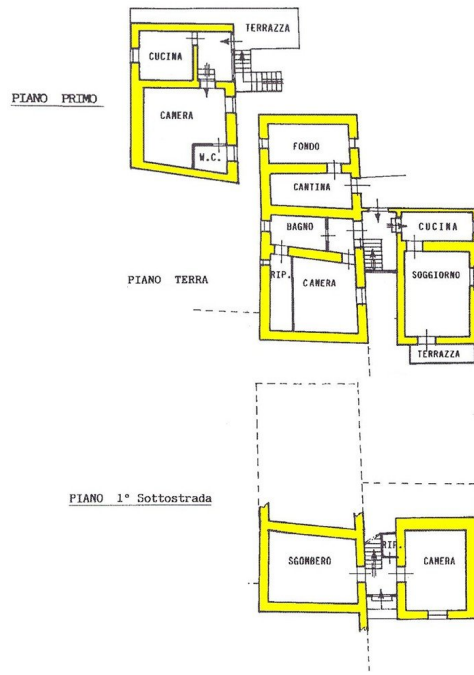 TERRAZZA
CUCINA
PIANO PRIMO
CAMERA
W.C.
FONDO
CANTINA
BAGNO
CUCINA
PIANO TERRA
RIP.
CAMERA
SOGGIORNO
TERRAZZA
PIANO 1° Sottostrada
RIP.
SGOMBERO
CAMERA